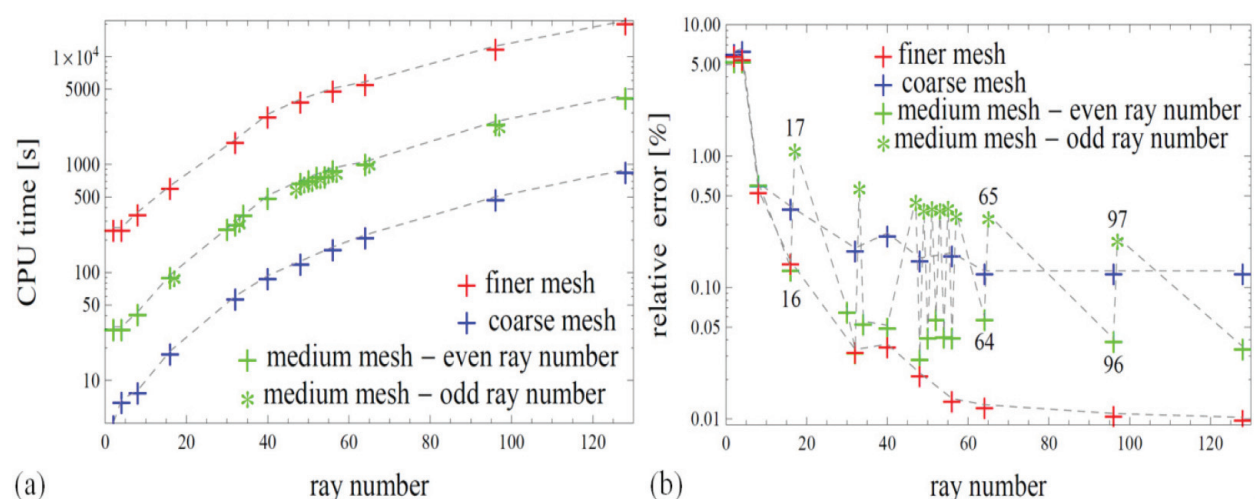 1×10⁴
5000
1000
500
100
50
10
CPU time [s]
finer mesh
coarse mesh
medium mesh – even ray number
medium mesh – odd ray number
0 20 40 60 80 100 120
(a) ray number
10.00
5.00
1.00
0.50
0.10
0.05
0.01
relative error [%]
finer mesh
coarse mesh
medium mesh – even ray number
medium mesh – odd ray number
17
65
97
16
64
96
0 20 40 60 80 100 120
(b) ray number